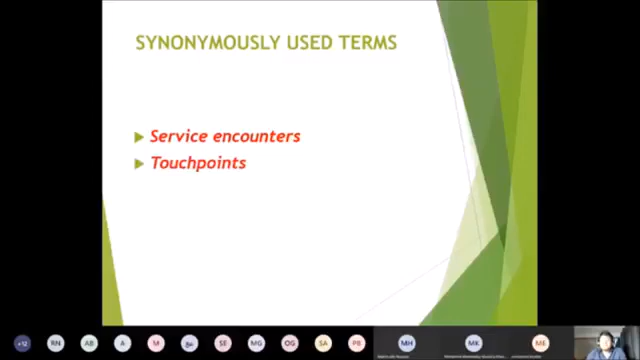 SYNONYMOUSLY USED TERMS
Service encounters
Touchpoints
+12 RN AB A M SE MG OG SA PB MH MK ME